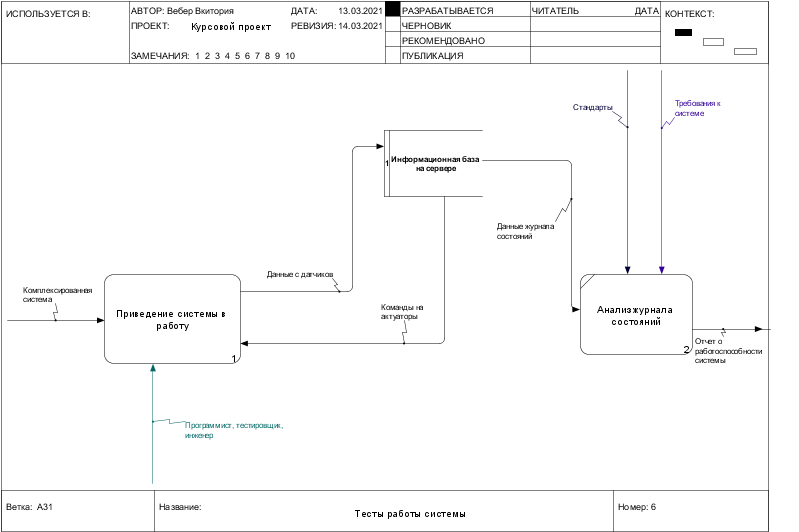 ИСПОЛЬЗУЕТСЯ В:
АВТОР: Вебер Вкитория
ДАТА: 13.03.2021
ПРОЕКТ: Курсовой проект
РЕВИЗИЯ: 14.03.2021
ЗАМЕЧАНИЯ: 1 2 3 4 5 6 7 8 9 10
РАЗРАБАТЫВАЕТСЯ
ЧЕРНОВИК
РЕКОМЕНДОВАНО
ПУБЛИКАЦИЯ
ЧИТАТЕЛЬ ДАТА
КОНТЕКСТ:
Стандарты
Требования к
системе
1
Информационная база
на сервере
Данные журнала
состояний
Данные с датчиков
Комплексированная
система
Приведение системы в
работу
1
Команды на
актуаторы
Анализ журнала
состояний
2
Отчет о
работоспособности
системы
Программист, тестировщик,
инженер
Ветка: А31
Название:
Тесты работы системы
Номер: 6